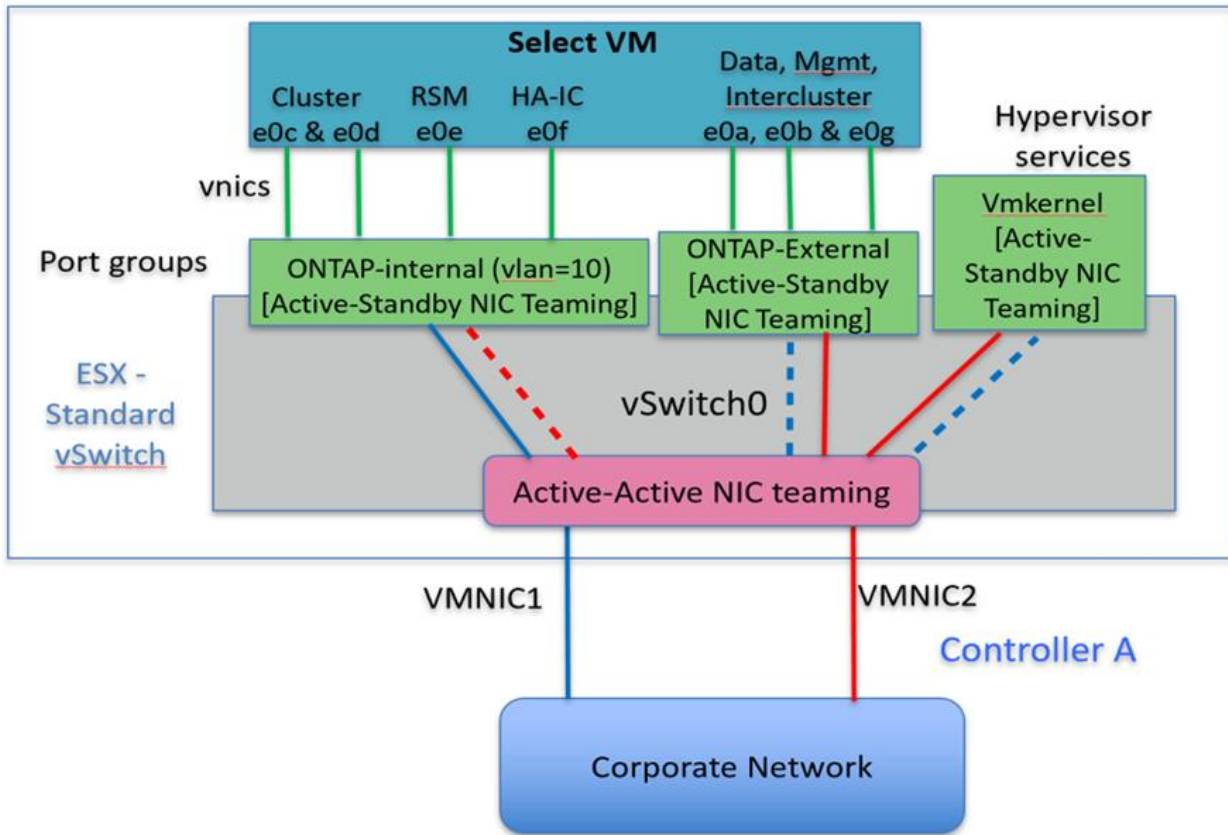 Select VM
Cluster
e0c & e0d
RSM
e0e
HA-IC
e0f
Data, Mgmt,
Intercluster
e0a, e0b & e0g
Hypervisor
services
vnics
Port groups
ONTAP-internal (vlan=10)
[Active-Standby NIC Teaming]
ONTAP-External
[Active-Standby
NIC Teaming]
Vmkernel
[Active-
Standby NIC
Teaming]
ESX -
Standard
vSwitch
vSwitch0
Active-Active NIC teaming
VMNIC1
VMNIC2
Controller A
Corporate Network